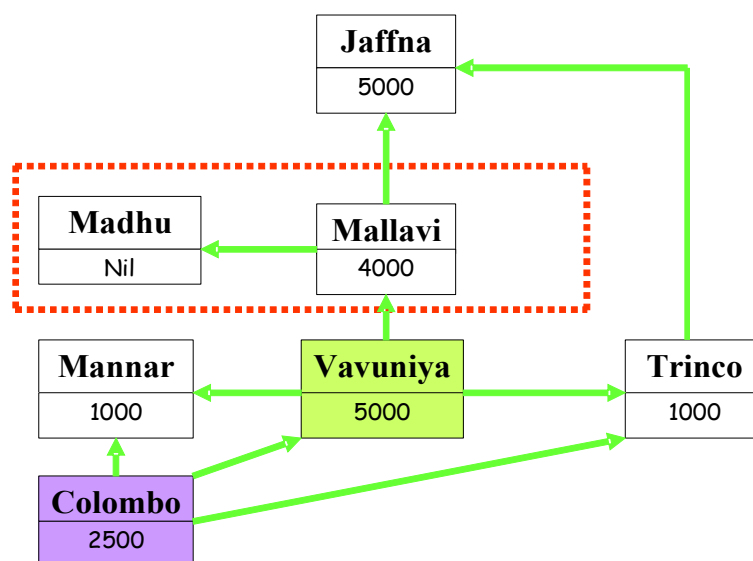 Jaffna
5000
Madhu
Nil
Mallavi
4000
Mannar
1000
Vavuniya
5000
Trinco
1000
Colombo
2500